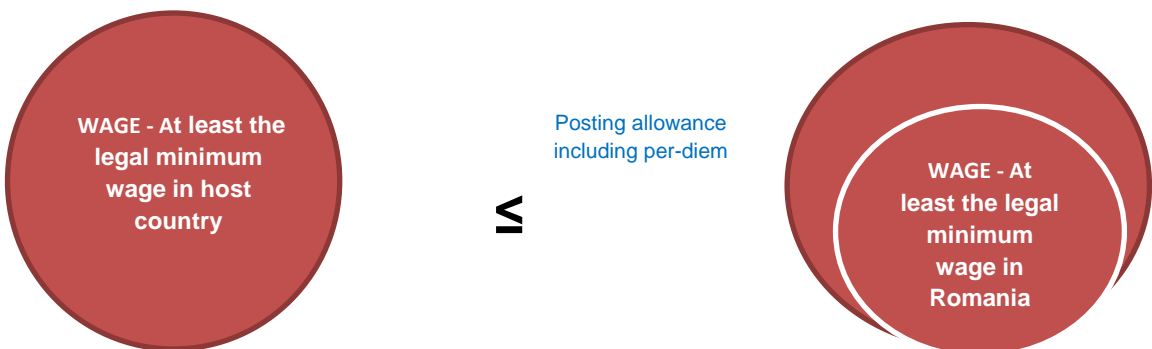 WAGE - At least the
legal minimum
wage in host
country
≤
Posting allowance
including per-diem
WAGE - At
least the legal
minimum
wage in
Romania